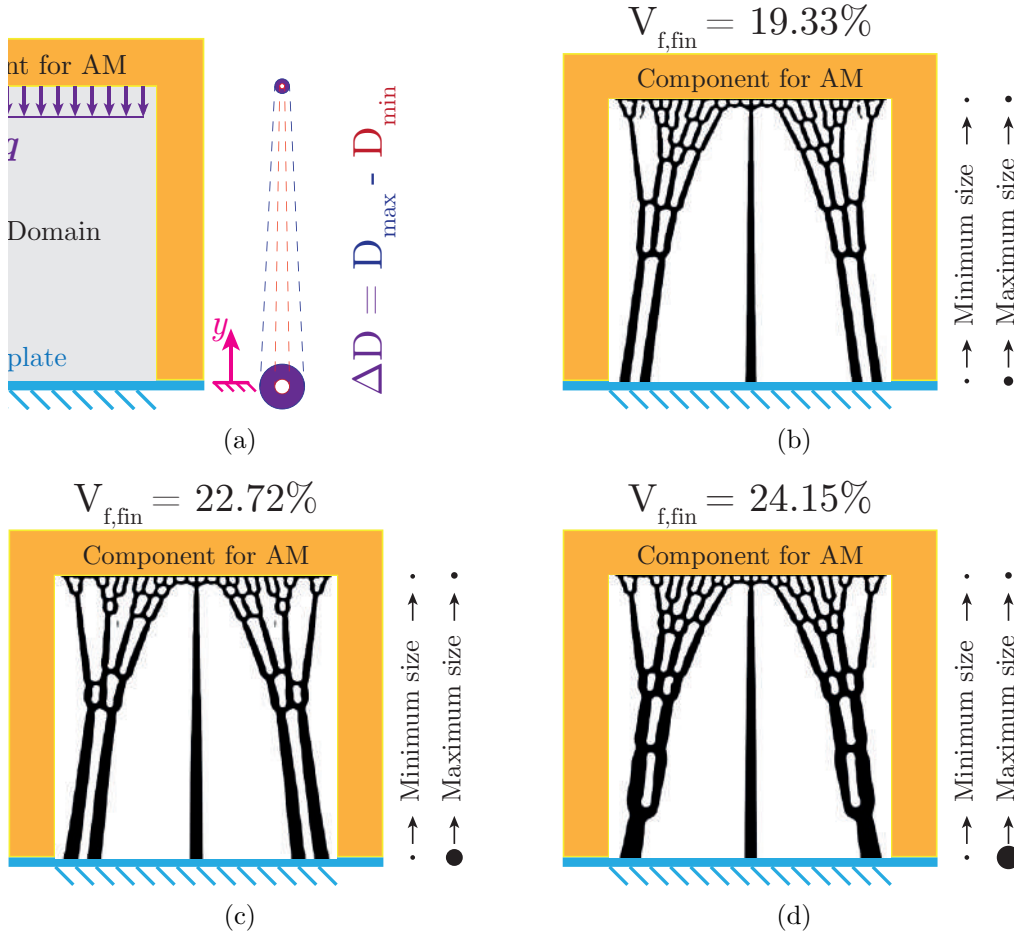 nt for AM
q
Domain
plate
y
ΔD = D_max - D_min
(a)
V_f,fin = 19.33%
Component for AM
Minimum size
Maximum size
(b)
V_f,fin = 22.72%
Component for AM
Minimum size
Maximum size
(c)
V_f,fin = 24.15%
Component for AM
Minimum size
Maximum size
(d)